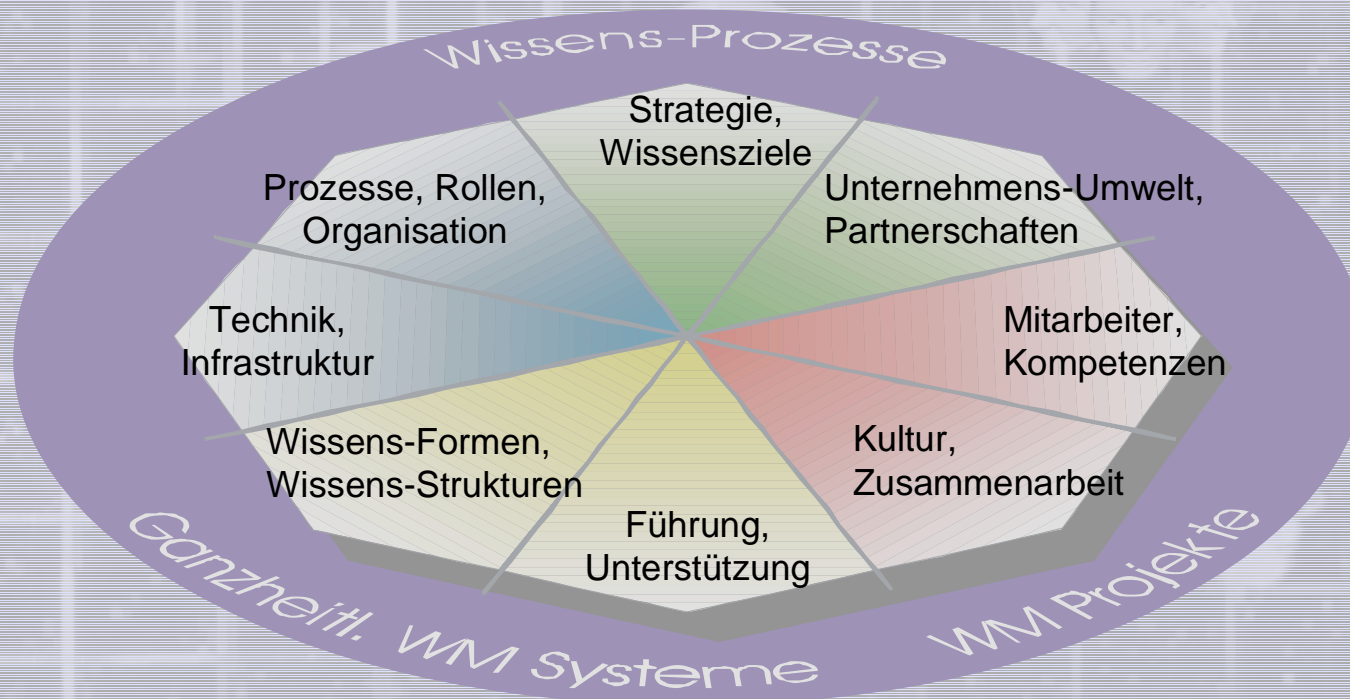 Wissens-Prozesse
Strategie,
Wissensziele
Prozesse, Rollen,
Organisation
Unternehmens-Umwelt,
Partnerschaften
Technik,
Infrastruktur
Mitarbeiter,
Kompetenzen
Wissens-Formen,
Wissens-Strukturen
Kultur,
Zusammenarbeit
Führung,
Unterstützung
Ganzheitl. WM Systeme
WM Projekte